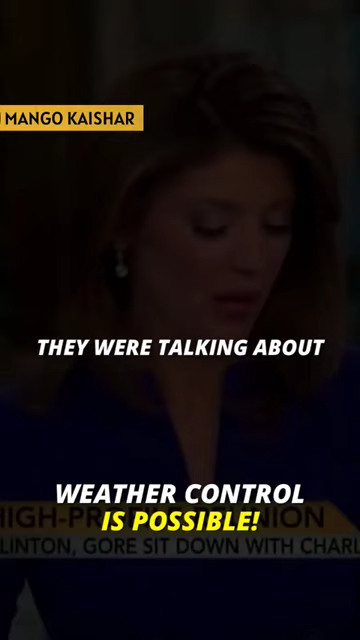 MANGO KAISHAR
THEY WERE TALKING ABOUT
WEATHER CONTROL
IS POSSIBLE!
LINTON, GORE SIT DOWN WITH CHARL